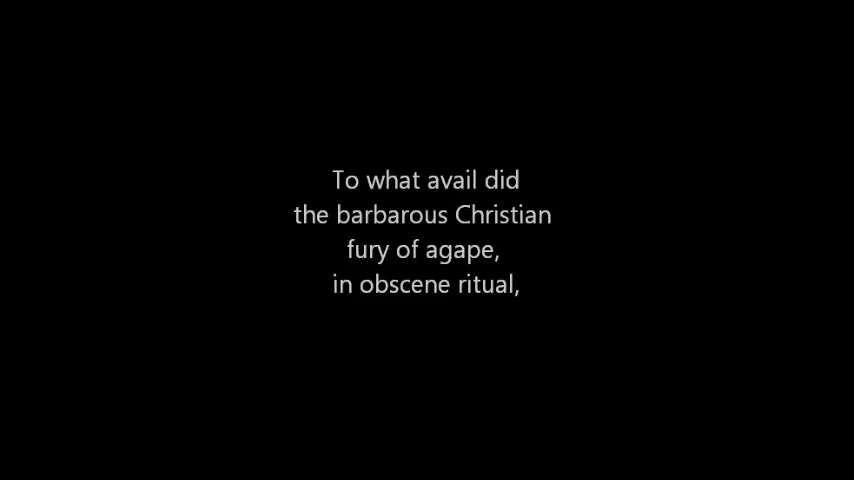 To what avail did
the barbarous Christian
fury of agape,
in obscene ritual,